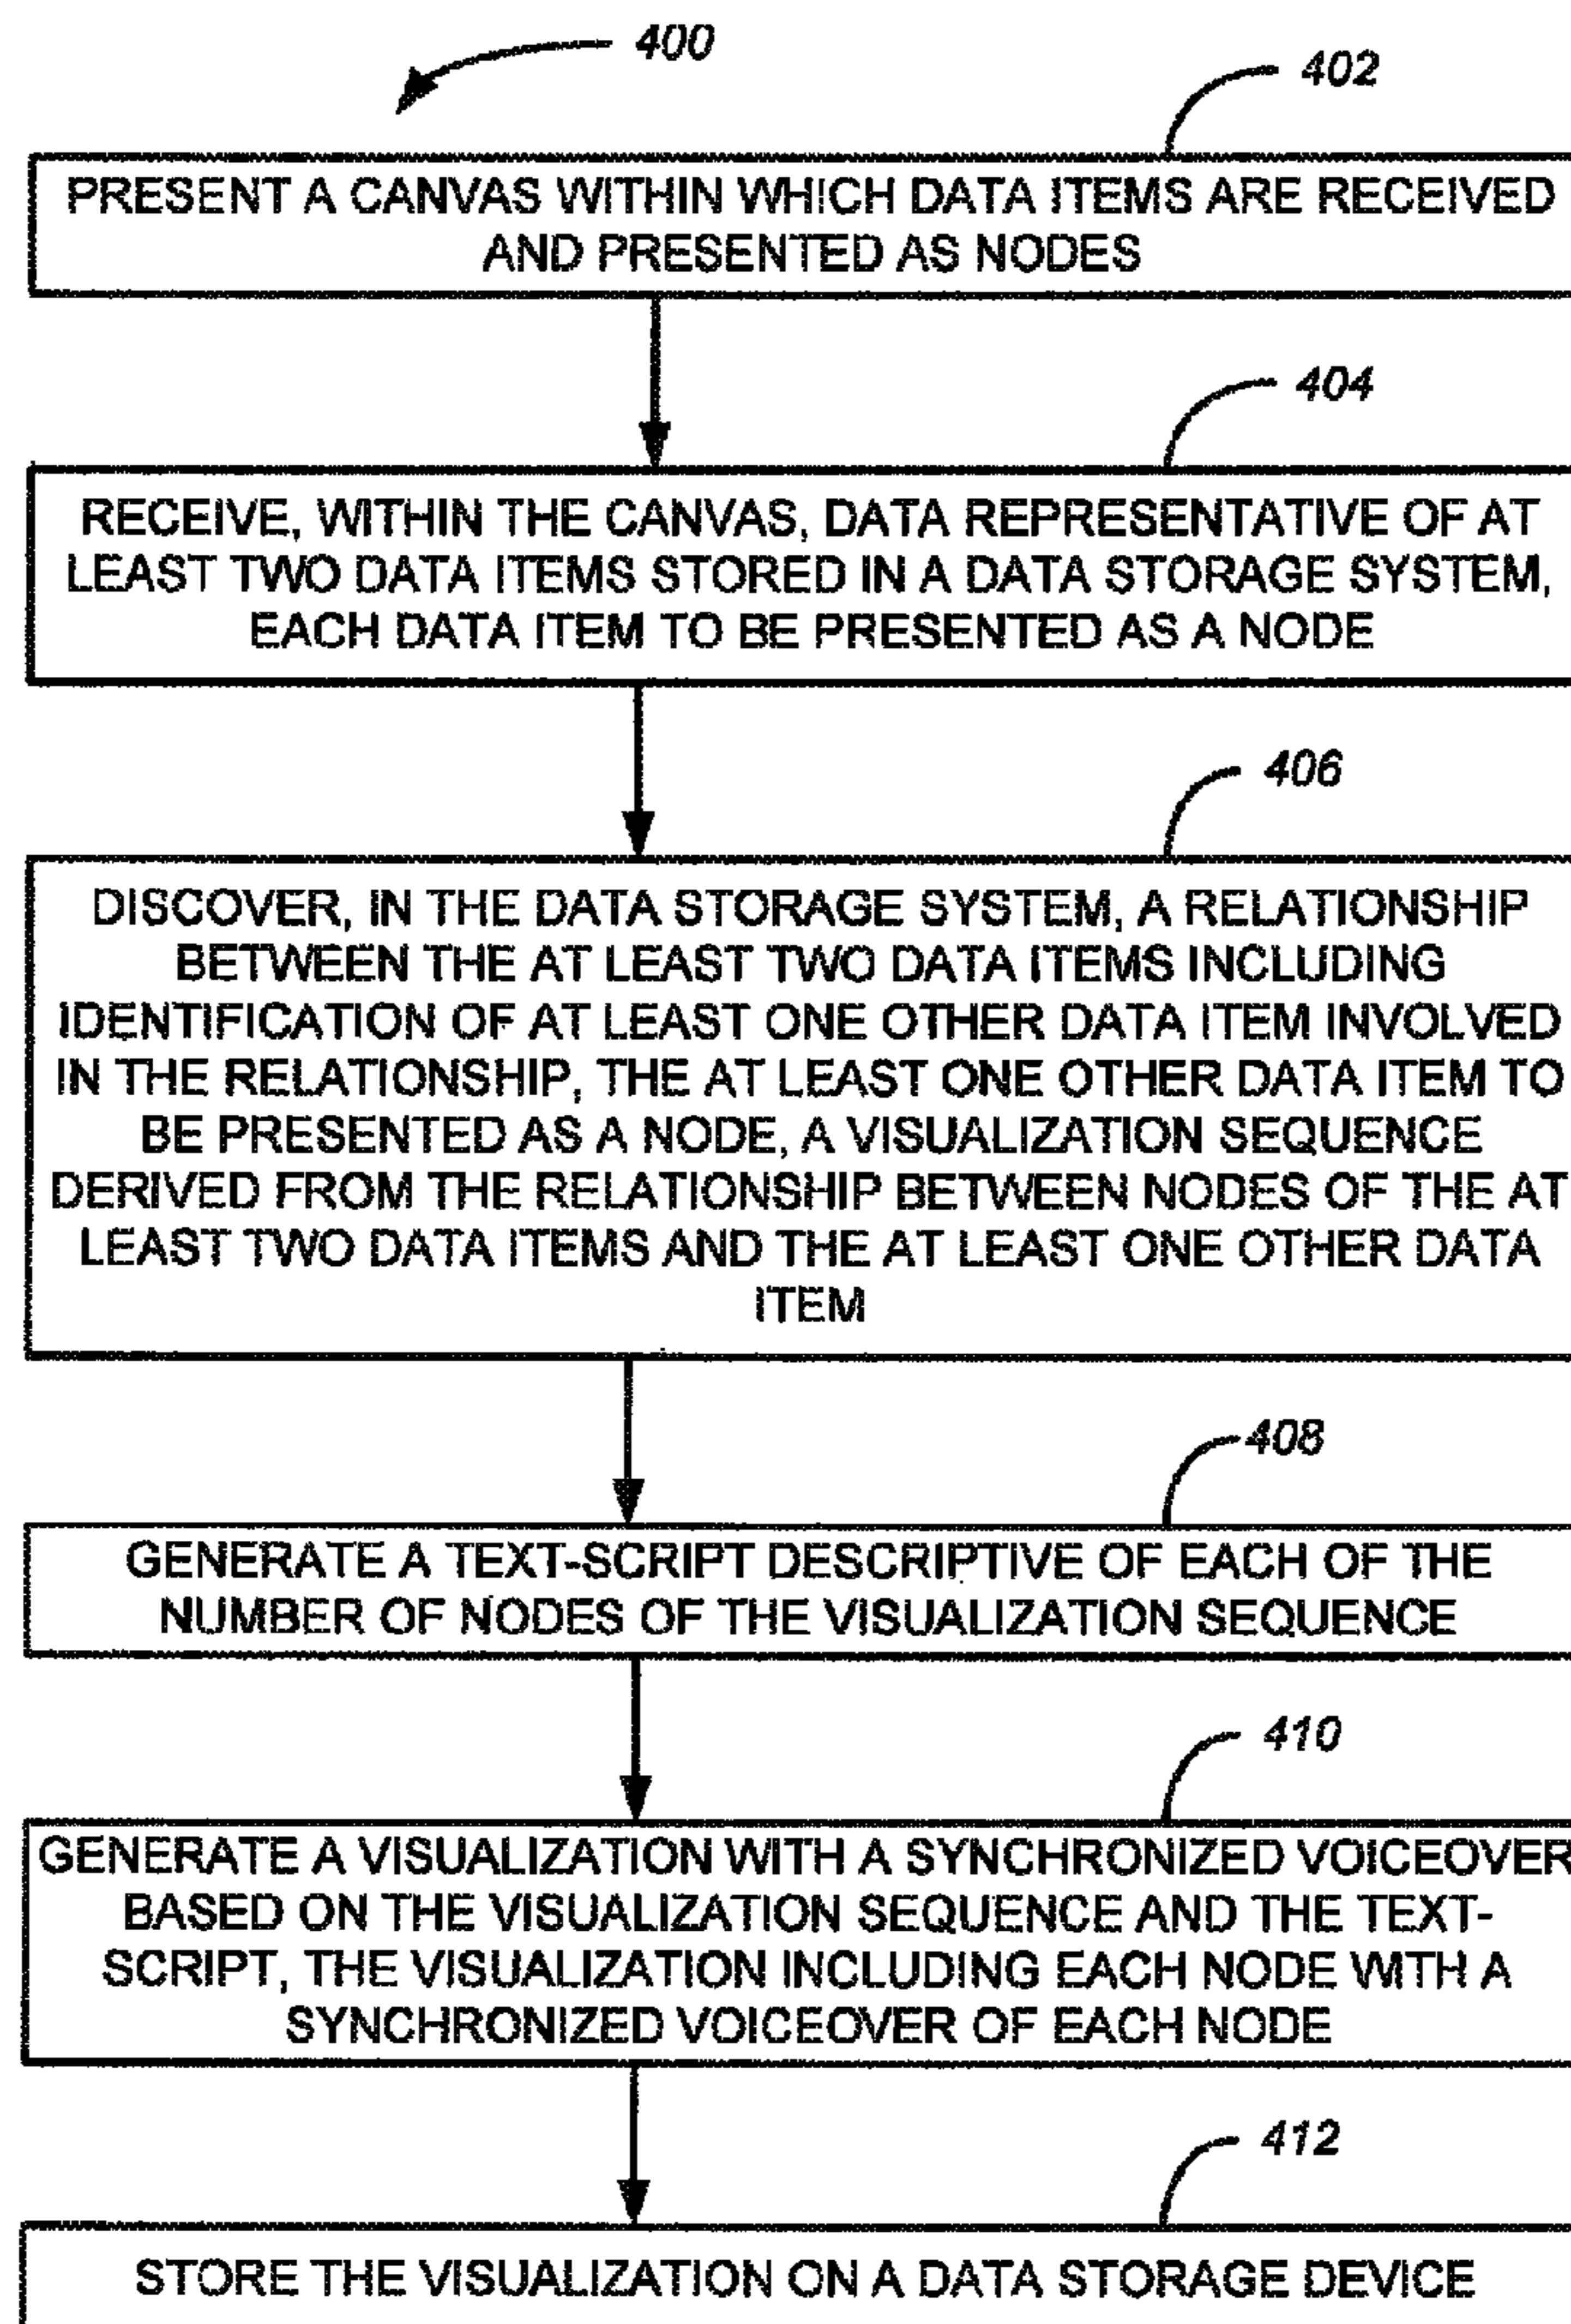 400
402
PRESENT A CANVAS WITHIN WHICH DATA ITEMS ARE RECEIVED
AND PRESENTED AS NODES
404
RECEIVE, WITHIN THE CANVAS, DATA REPRESENTATIVE OF AT
LEAST TWO DATA ITEMS STORED IN A DATA STORAGE SYSTEM,
EACH DATA ITEM TO BE PRESENTED AS A NODE
406
DISCOVER, IN THE DATA STORAGE SYSTEM, A RELATIONSHIP
BETWEEN THE AT LEAST TWO DATA ITEMS INCLUDING
IDENTIFICATION OF AT LEAST ONE OTHER DATA ITEM INVOLVED
IN THE RELATIONSHIP, THE AT LEAST ONE OTHER DATA ITEM TO
BE PRESENTED AS A NODE, A VISUALIZATION SEQUENCE
DERIVED FROM THE RELATIONSHIP BETWEEN NODES OF THE AT
LEAST TWO DATA ITEMS AND THE AT LEAST ONE OTHER DATA
ITEM
408
GENERATE A TEXT-SCRIPT DESCRIPTIVE OF EACH OF THE
NUMBER OF NODES OF THE VISUALIZATION SEQUENCE
410
GENERATE A VISUALIZATION WITH A SYNCHRONIZED VOICEOVER
BASED ON THE VISUALIZATION SEQUENCE AND THE TEXT-
SCRIPT, THE VISUALIZATION INCLUDING EACH NODE WITH A
SYNCHRONIZED VOICEOVER OF EACH NODE
412
STORE THE VISUALIZATION ON A DATA STORAGE DEVICE